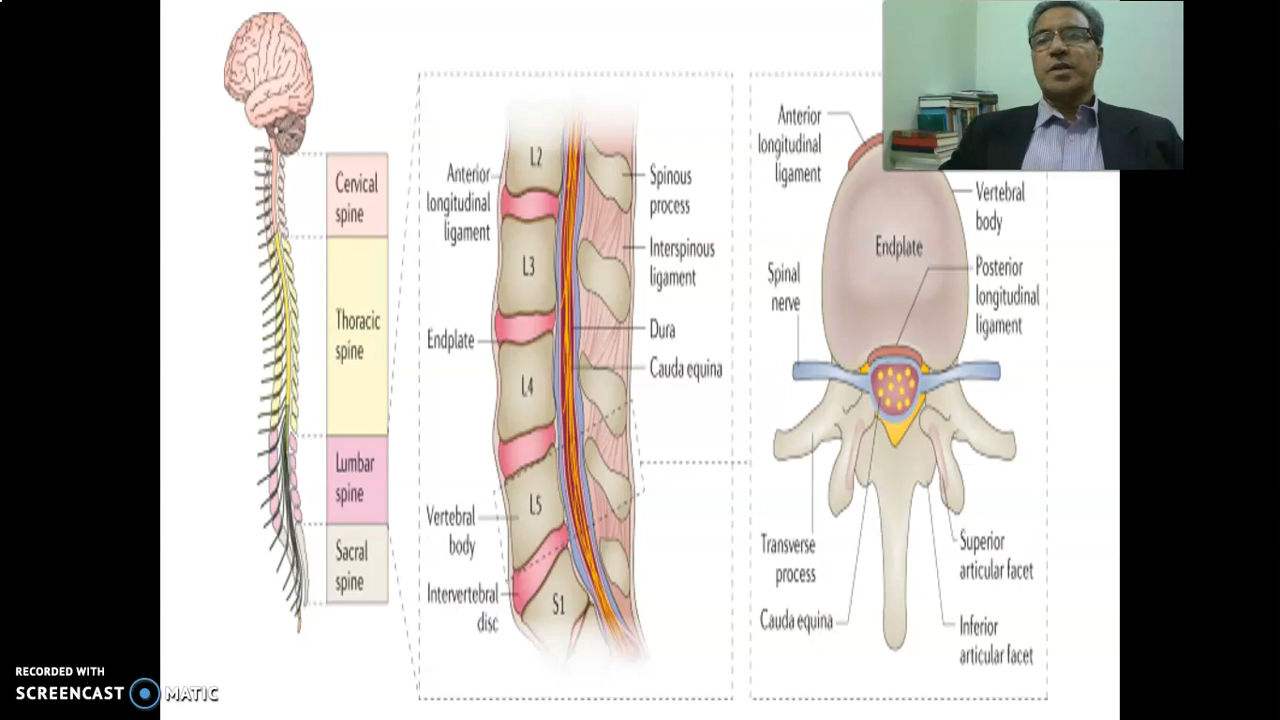 Cervical
spine
Thoracic
spine
Lumbar
spine
Sacral
spine
L2
Anterior
longitudinal
ligament
L3
Endplate
L4
L5
Vertebral
body
Intervertebral
disc
S1
Spinous
process
Interspinous
ligament
Dura
Cauda equina
Anterior
longitudinal
ligament
Vertebral
body
Endplate
Posterior
longitudinal
ligament
Spinal
nerve
Transverse
process
Cauda equina
Superior
articular facet
Inferior
articular facet
RECORDED WITH
SCREENCAST MATIC